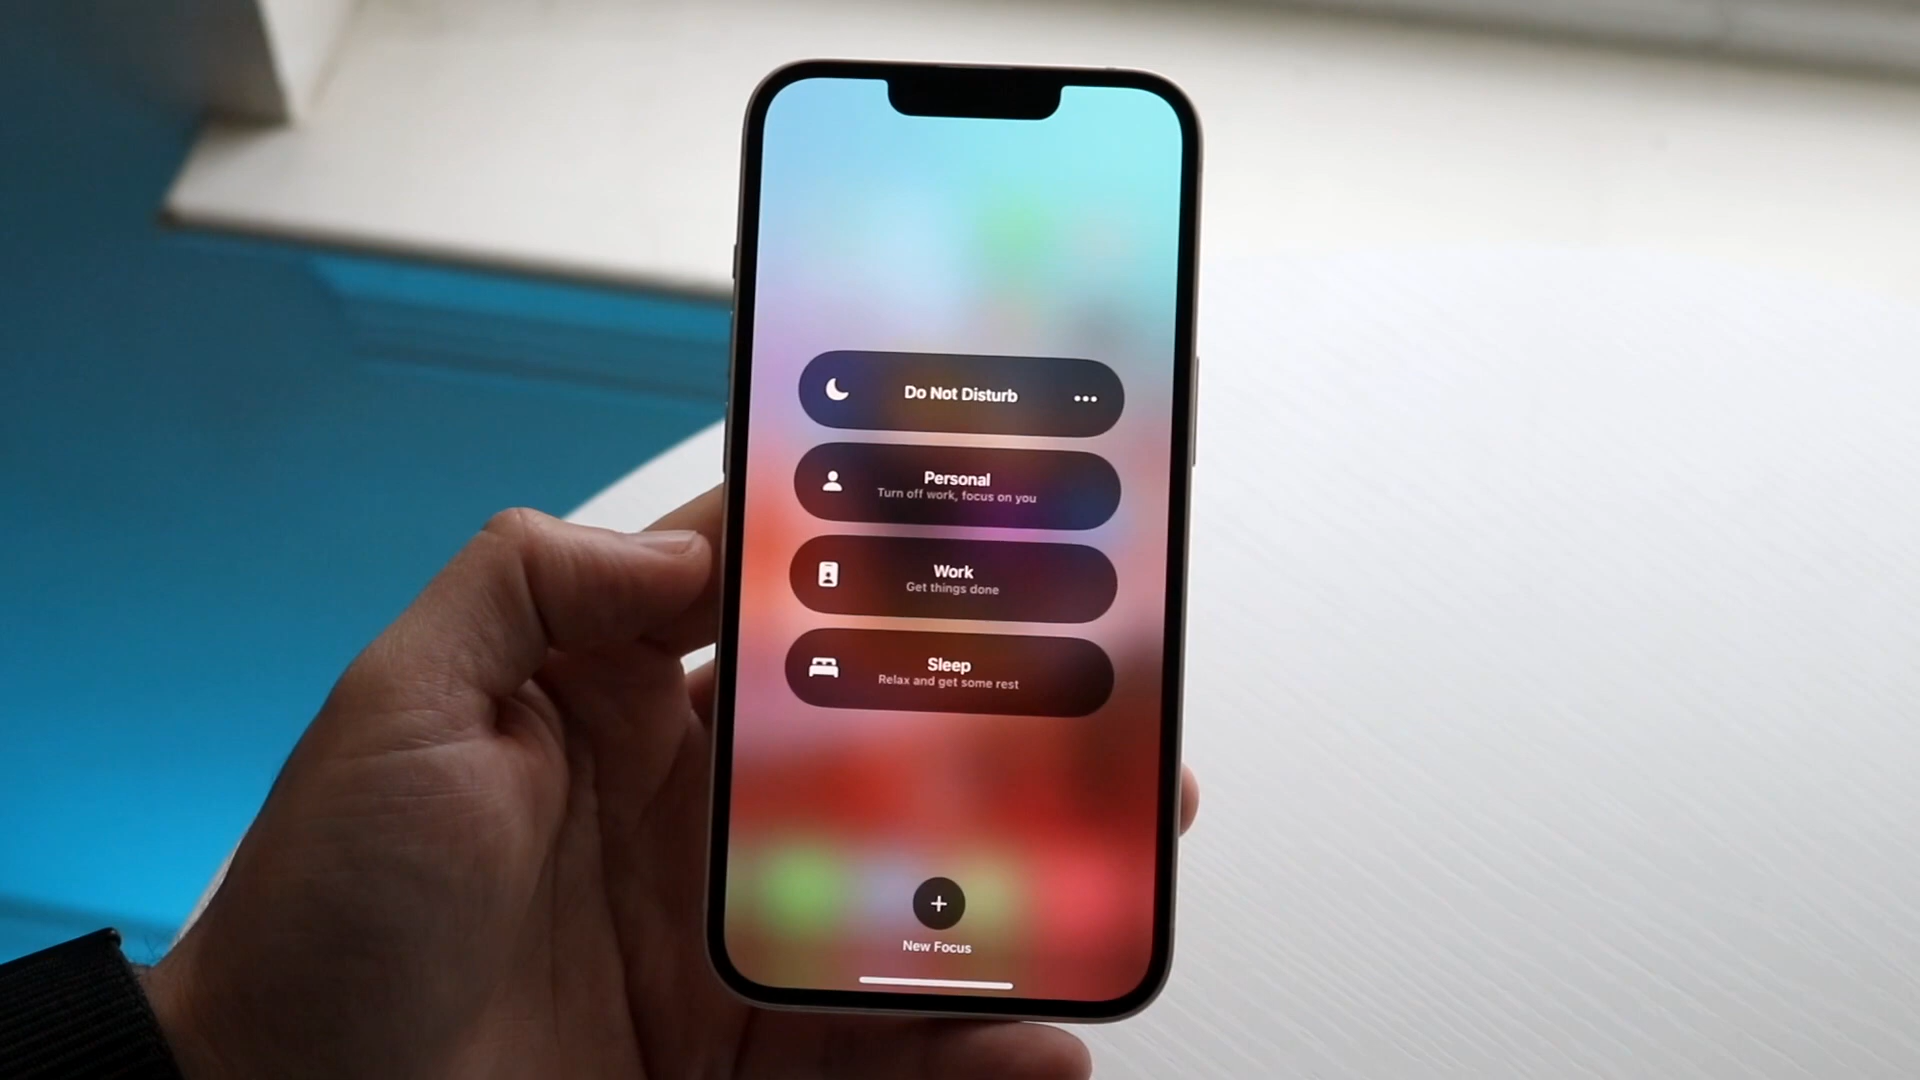 Do Not Disturb
Personal
Turn off work, focus on you
Work
Get things done
Sleep
Relax and get some rest
New Focus